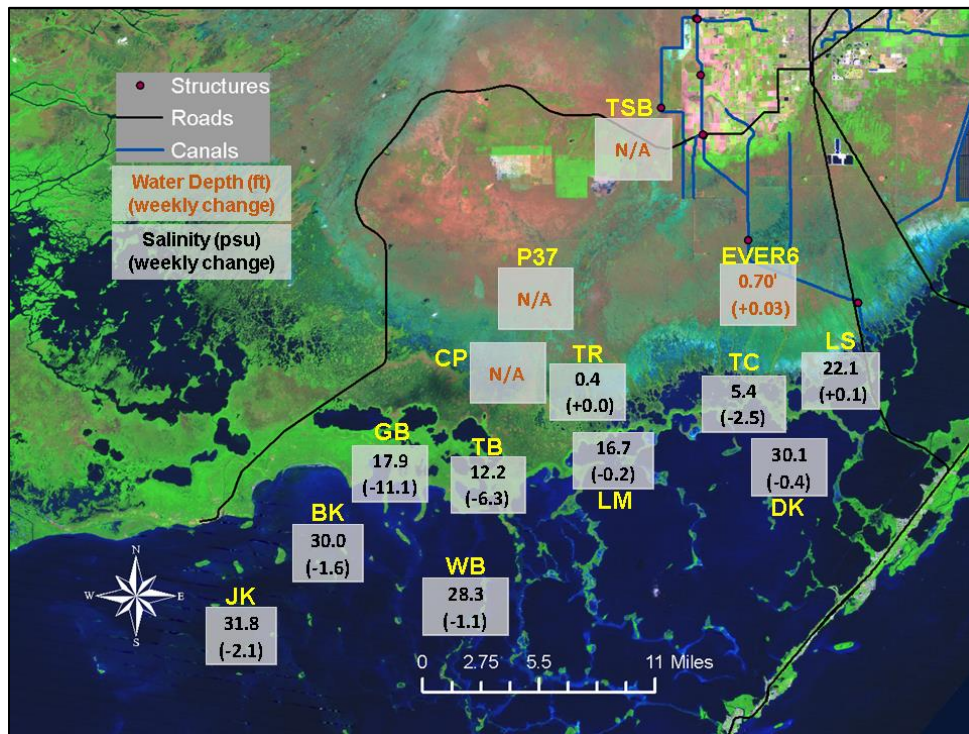 Structures
Roads
Canals
Water Depth (ft)
(weekly change)
Salinity (psu)
(weekly change)
TSB
N/A
P37
N/A
EVER6
0.70'
(+0.03)
CP
N/A
TR
0.4
(+0.0)
TC
5.4
(-2.5)
LS
22.1
(+0.1)
GB
17.9
(-11.1)
TB
12.2
(-6.3)
16.7
(-0.2)
LM
30.1
(-0.4)
DK
BK
30.0
(-1.6)
WB
28.3
(-1.1)
JK
31.8
(-2.1)
N
W E
S
0 2.75 5.5 11 Miles